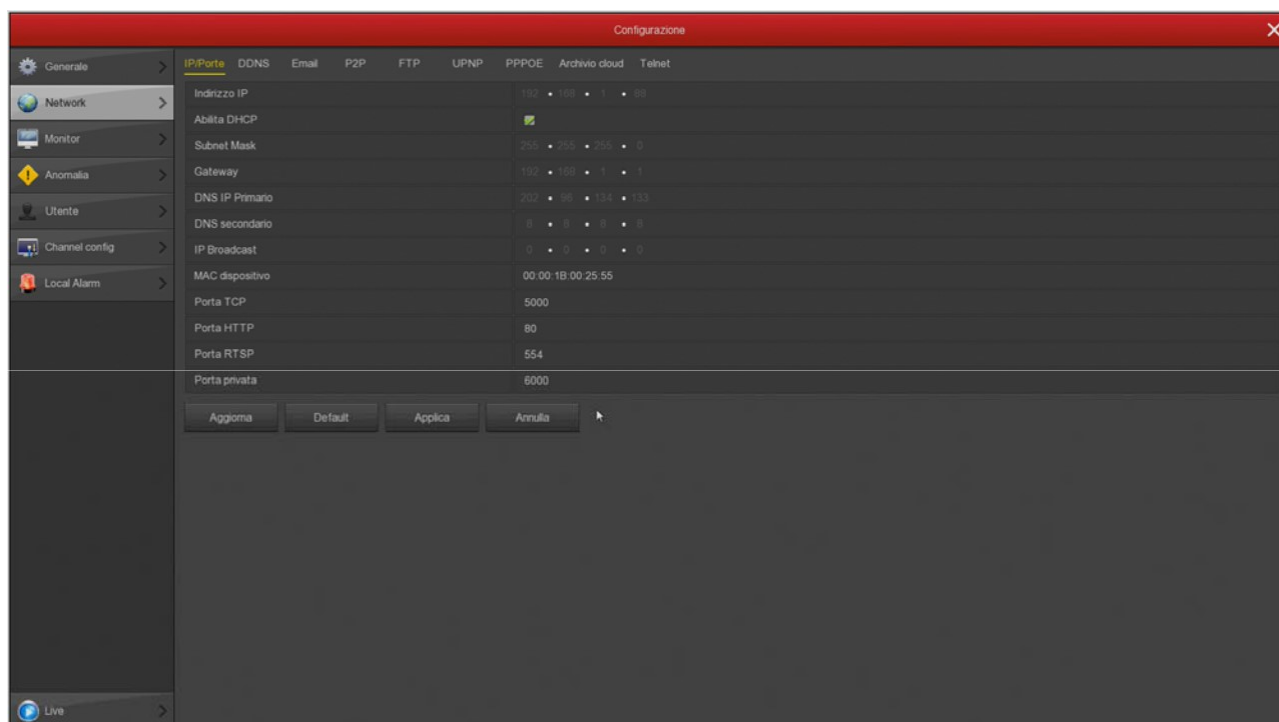 Configurazione
Generale
Network
Monitor
Anomalia
Utente
Channel config
Local Alarm
Live
IP/Porte DDNS Email P2P FTP UPNP PPPOE Archivio cloud Telnet
Indirizzo IP 192 • 168 • 1 • 88
Abilita DHCP
Subnet Mask 255 • 255 • 255 • 0
Gateway 192 • 168 • 1 • 1
DNS IP Primario 202 • 96 • 134 • 133
DNS secondario 8 • 8 • 8 • 8
IP Broadcast 0 • 0 • 0 • 0
MAC dispositivo 00:00:1B:00:25:55
Porta TCP 5000
Porta HTTP 80
Porta RTSP 554
Porta privata 6000
Aggiorna Default Applica Annulla